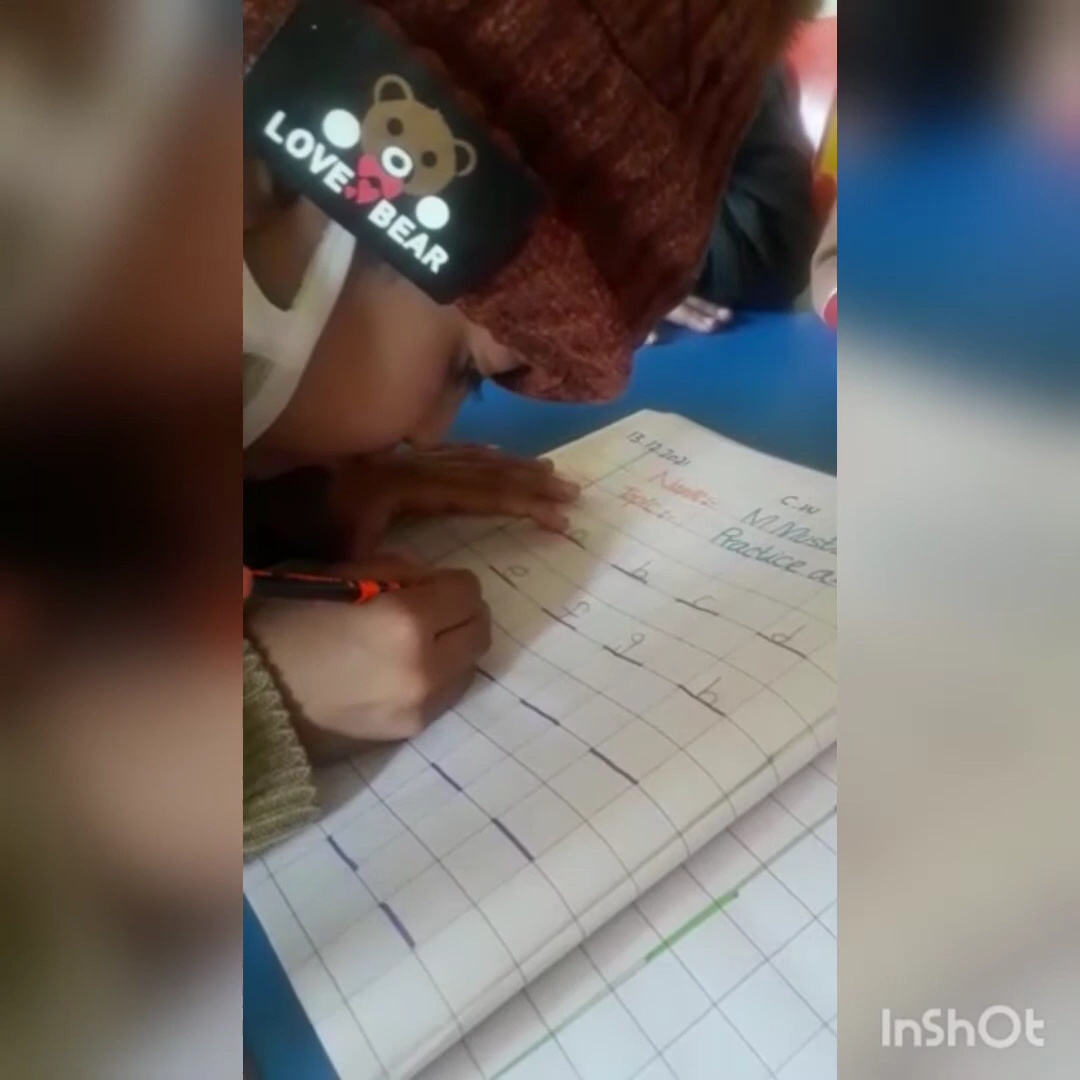 LOVE
BEAR
13.12.2021
C.W
Name:
Topic:
Practice
a b c d
e f g h
InShOt